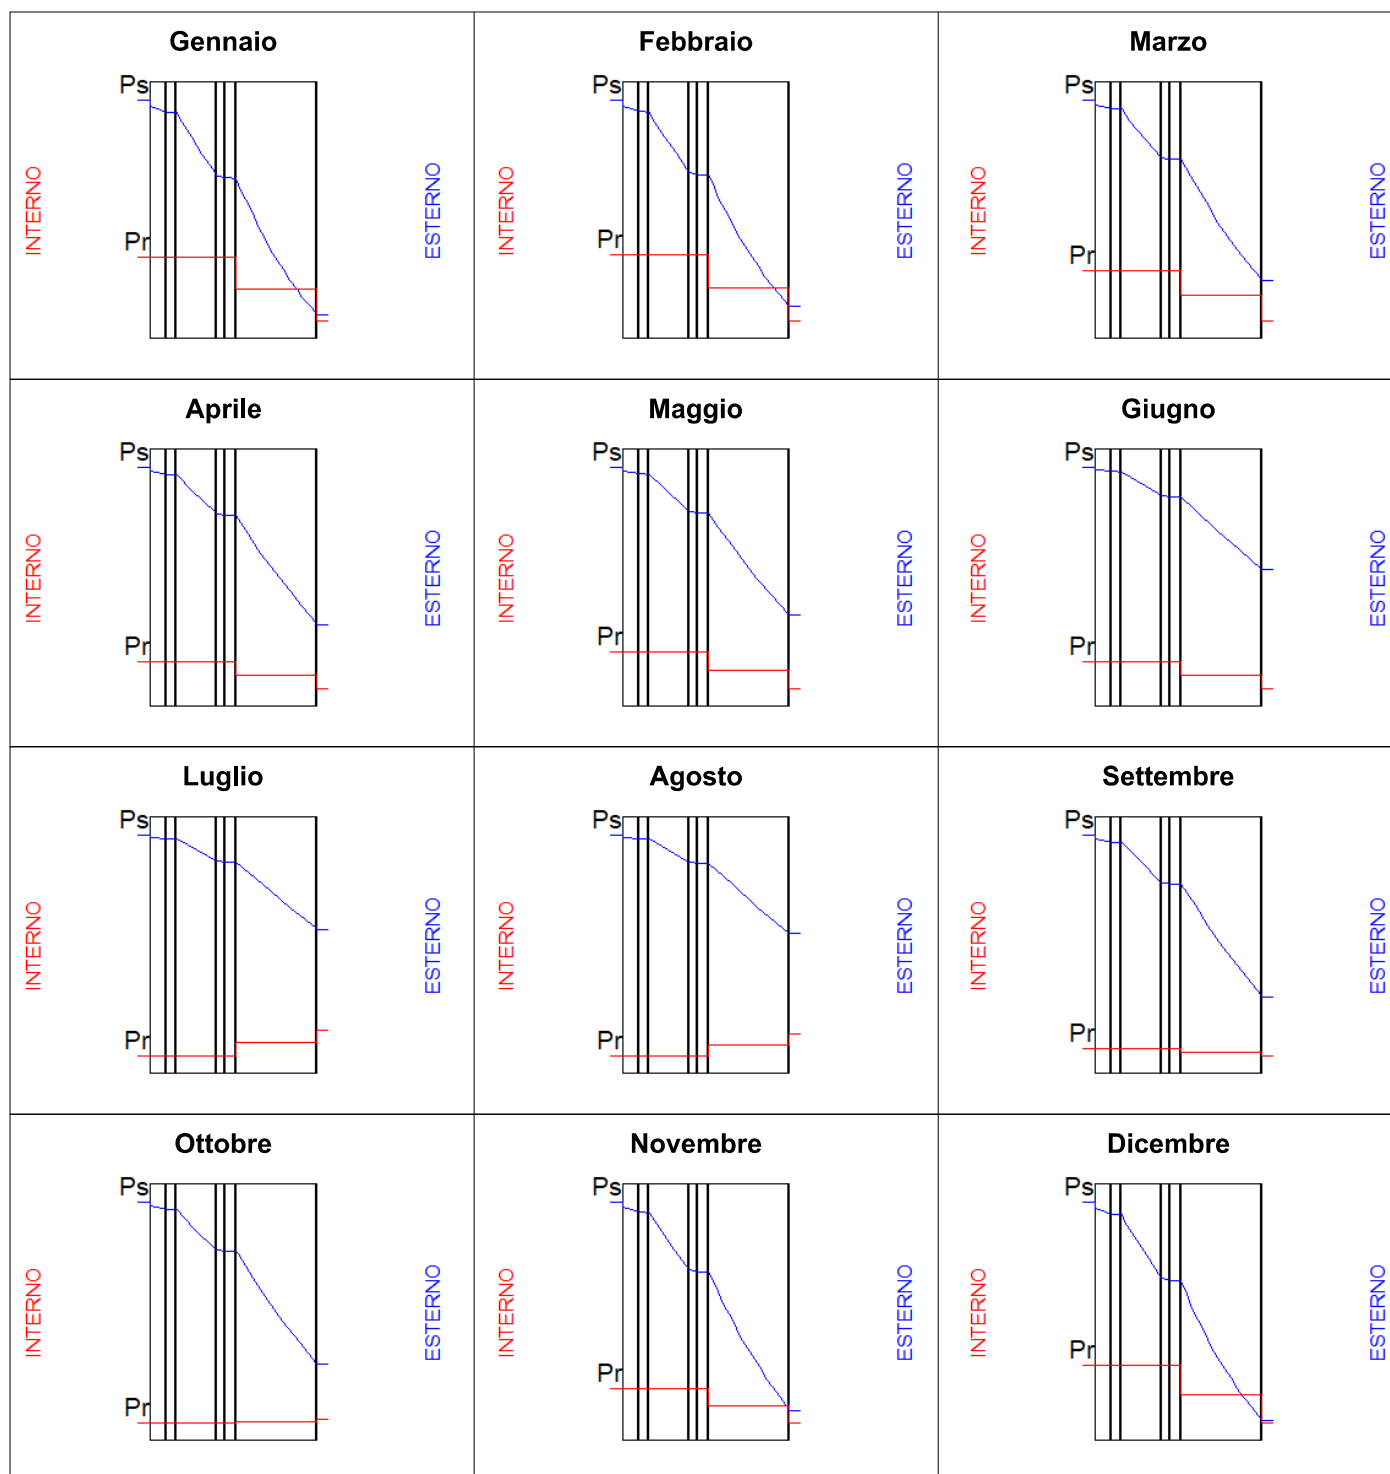 Gennaio
Ps
Pr
INTERNO
ESTERNO
Febbraio
Ps
Pr
INTERNO
ESTERNO
Marzo
Ps
Pr
INTERNO
ESTERNO
Aprile
Ps
Pr
INTERNO
ESTERNO
Maggio
Ps
Pr
INTERNO
ESTERNO
Giugno
Ps
Pr
INTERNO
ESTERNO
Luglio
Ps
Pr
INTERNO
ESTERNO
Agosto
Ps
Pr
INTERNO
ESTERNO
Settembre
Ps
Pr
INTERNO
ESTERNO
Ottobre
Ps
Pr
INTERNO
ESTERNO
Novembre
Ps
Pr
INTERNO
ESTERNO
Dicembre
Ps
Pr
INTERNO
ESTERNO